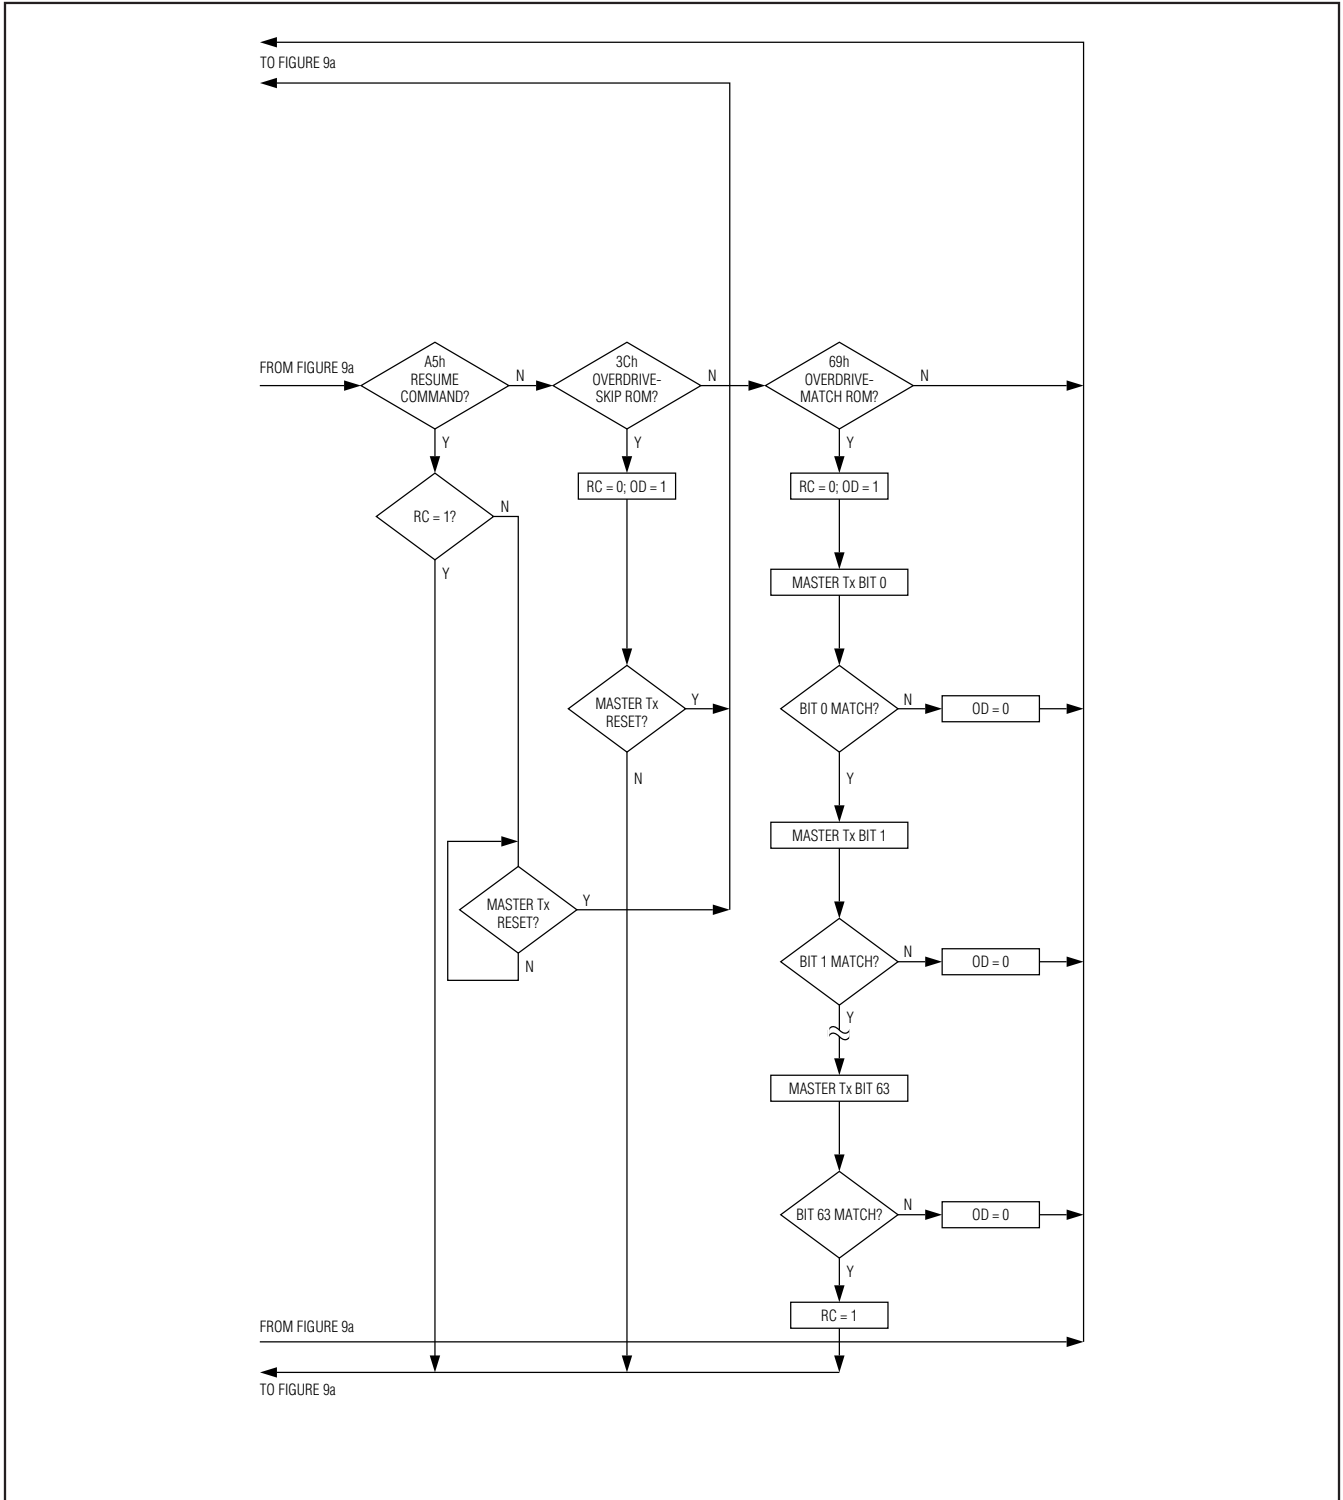 TO FIGURE 9a
FROM FIGURE 9a
A5h
RESUME
COMMAND?
N
3Ch
OVERDRIVE-
SKIP ROM?
N
69h
OVERDRIVE-
MATCH ROM?
N
Y
Y
Y
RC = 1?
N
Y
RC = 0; OD = 1
RC = 0; OD = 1
MASTER Tx BIT 0
MASTER Tx
RESET?
Y
N
BIT 0 MATCH?
N
OD = 0
Y
MASTER Tx BIT 1
MASTER Tx
RESET?
Y
N
BIT 1 MATCH?
N
OD = 0
Y
MASTER Tx BIT 63
BIT 63 MATCH?
N
OD = 0
Y
RC = 1
FROM FIGURE 9a
TO FIGURE 9a